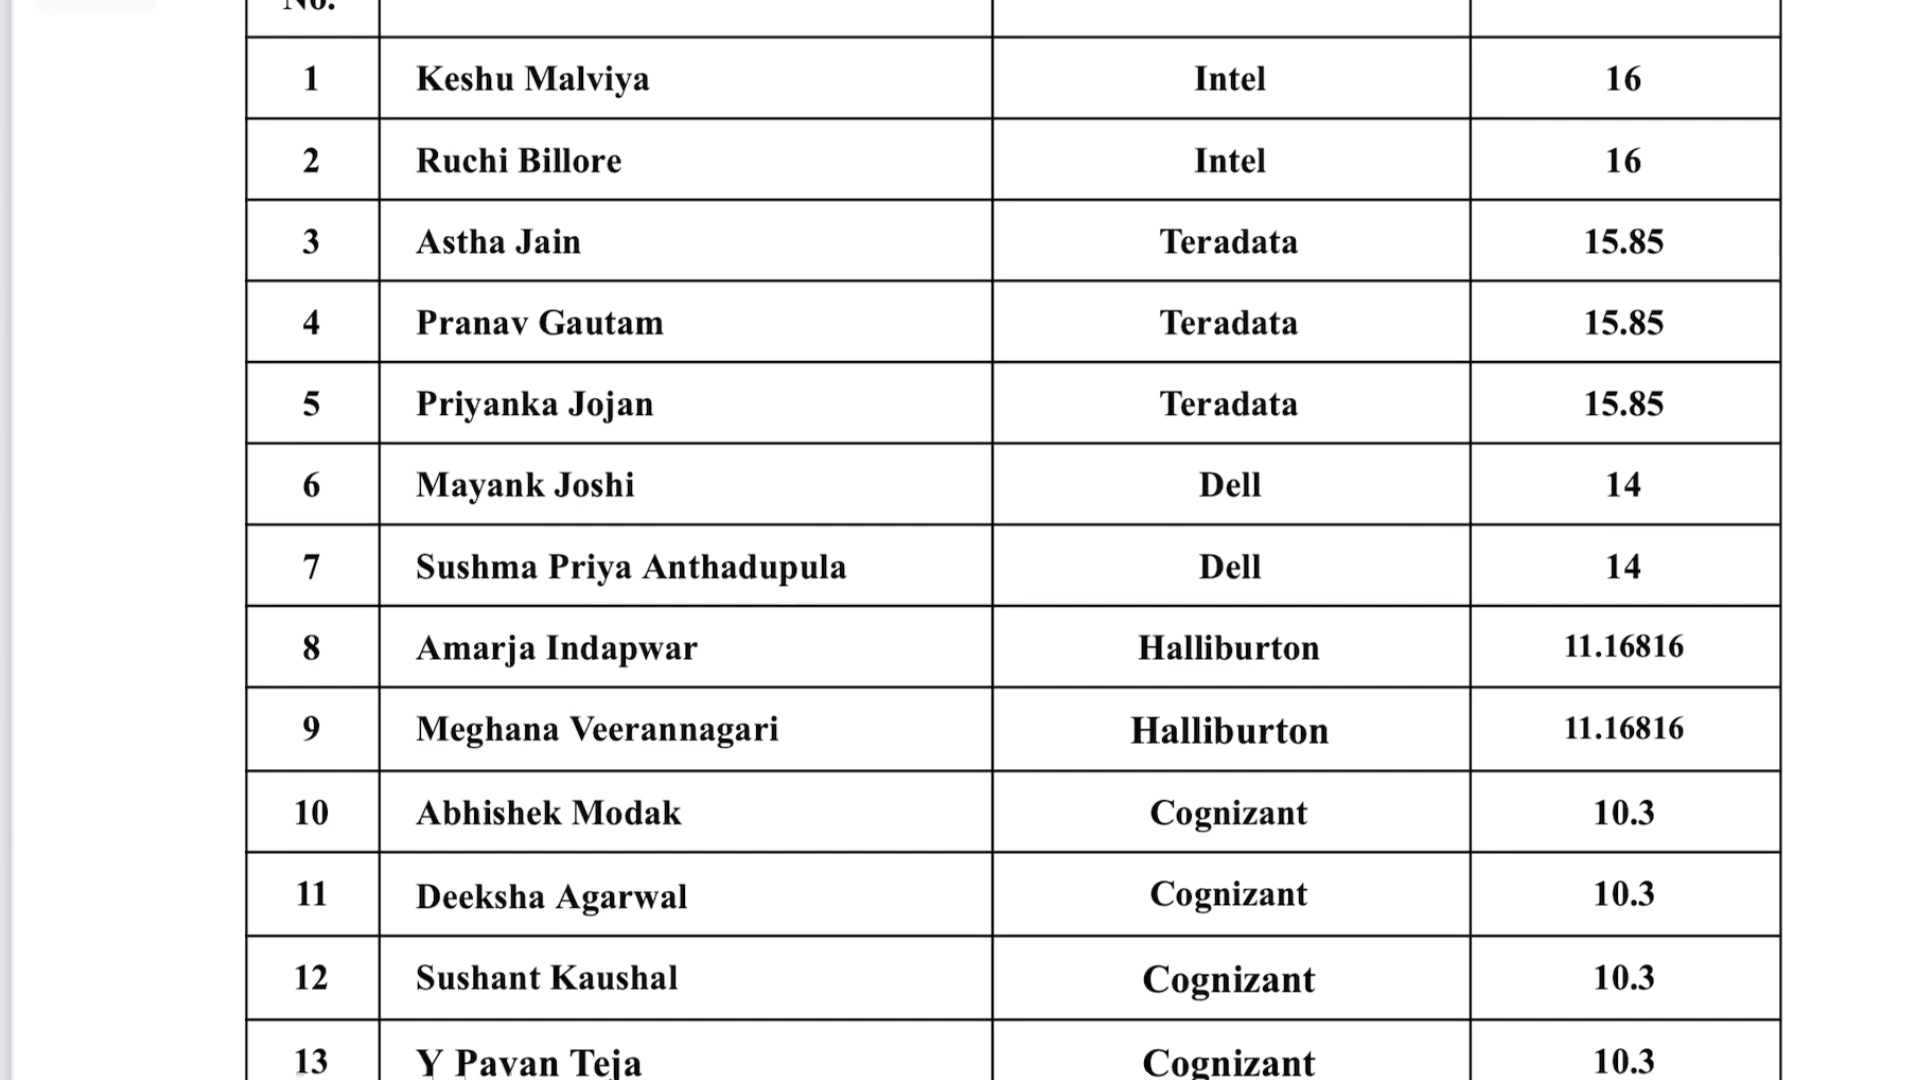 No.
1 Keshu Malviya Intel 16
2 Ruchi Billore Intel 16
3 Astha Jain Teradata 15.85
4 Pranav Gautam Teradata 15.85
5 Priyanka Jojan Teradata 15.85
6 Mayank Joshi Dell 14
7 Sushma Priya Anthadupula Dell 14
8 Amarja Indapwar Halliburton 11.16816
9 Meghana Veerannagari Halliburton 11.16816
10 Abhishek Modak Cognizant 10.3
11 Deeksha Agarwal Cognizant 10.3
12 Sushant Kaushal Cognizant 10.3
13 Y Pavan Teja Cognizant 10.3